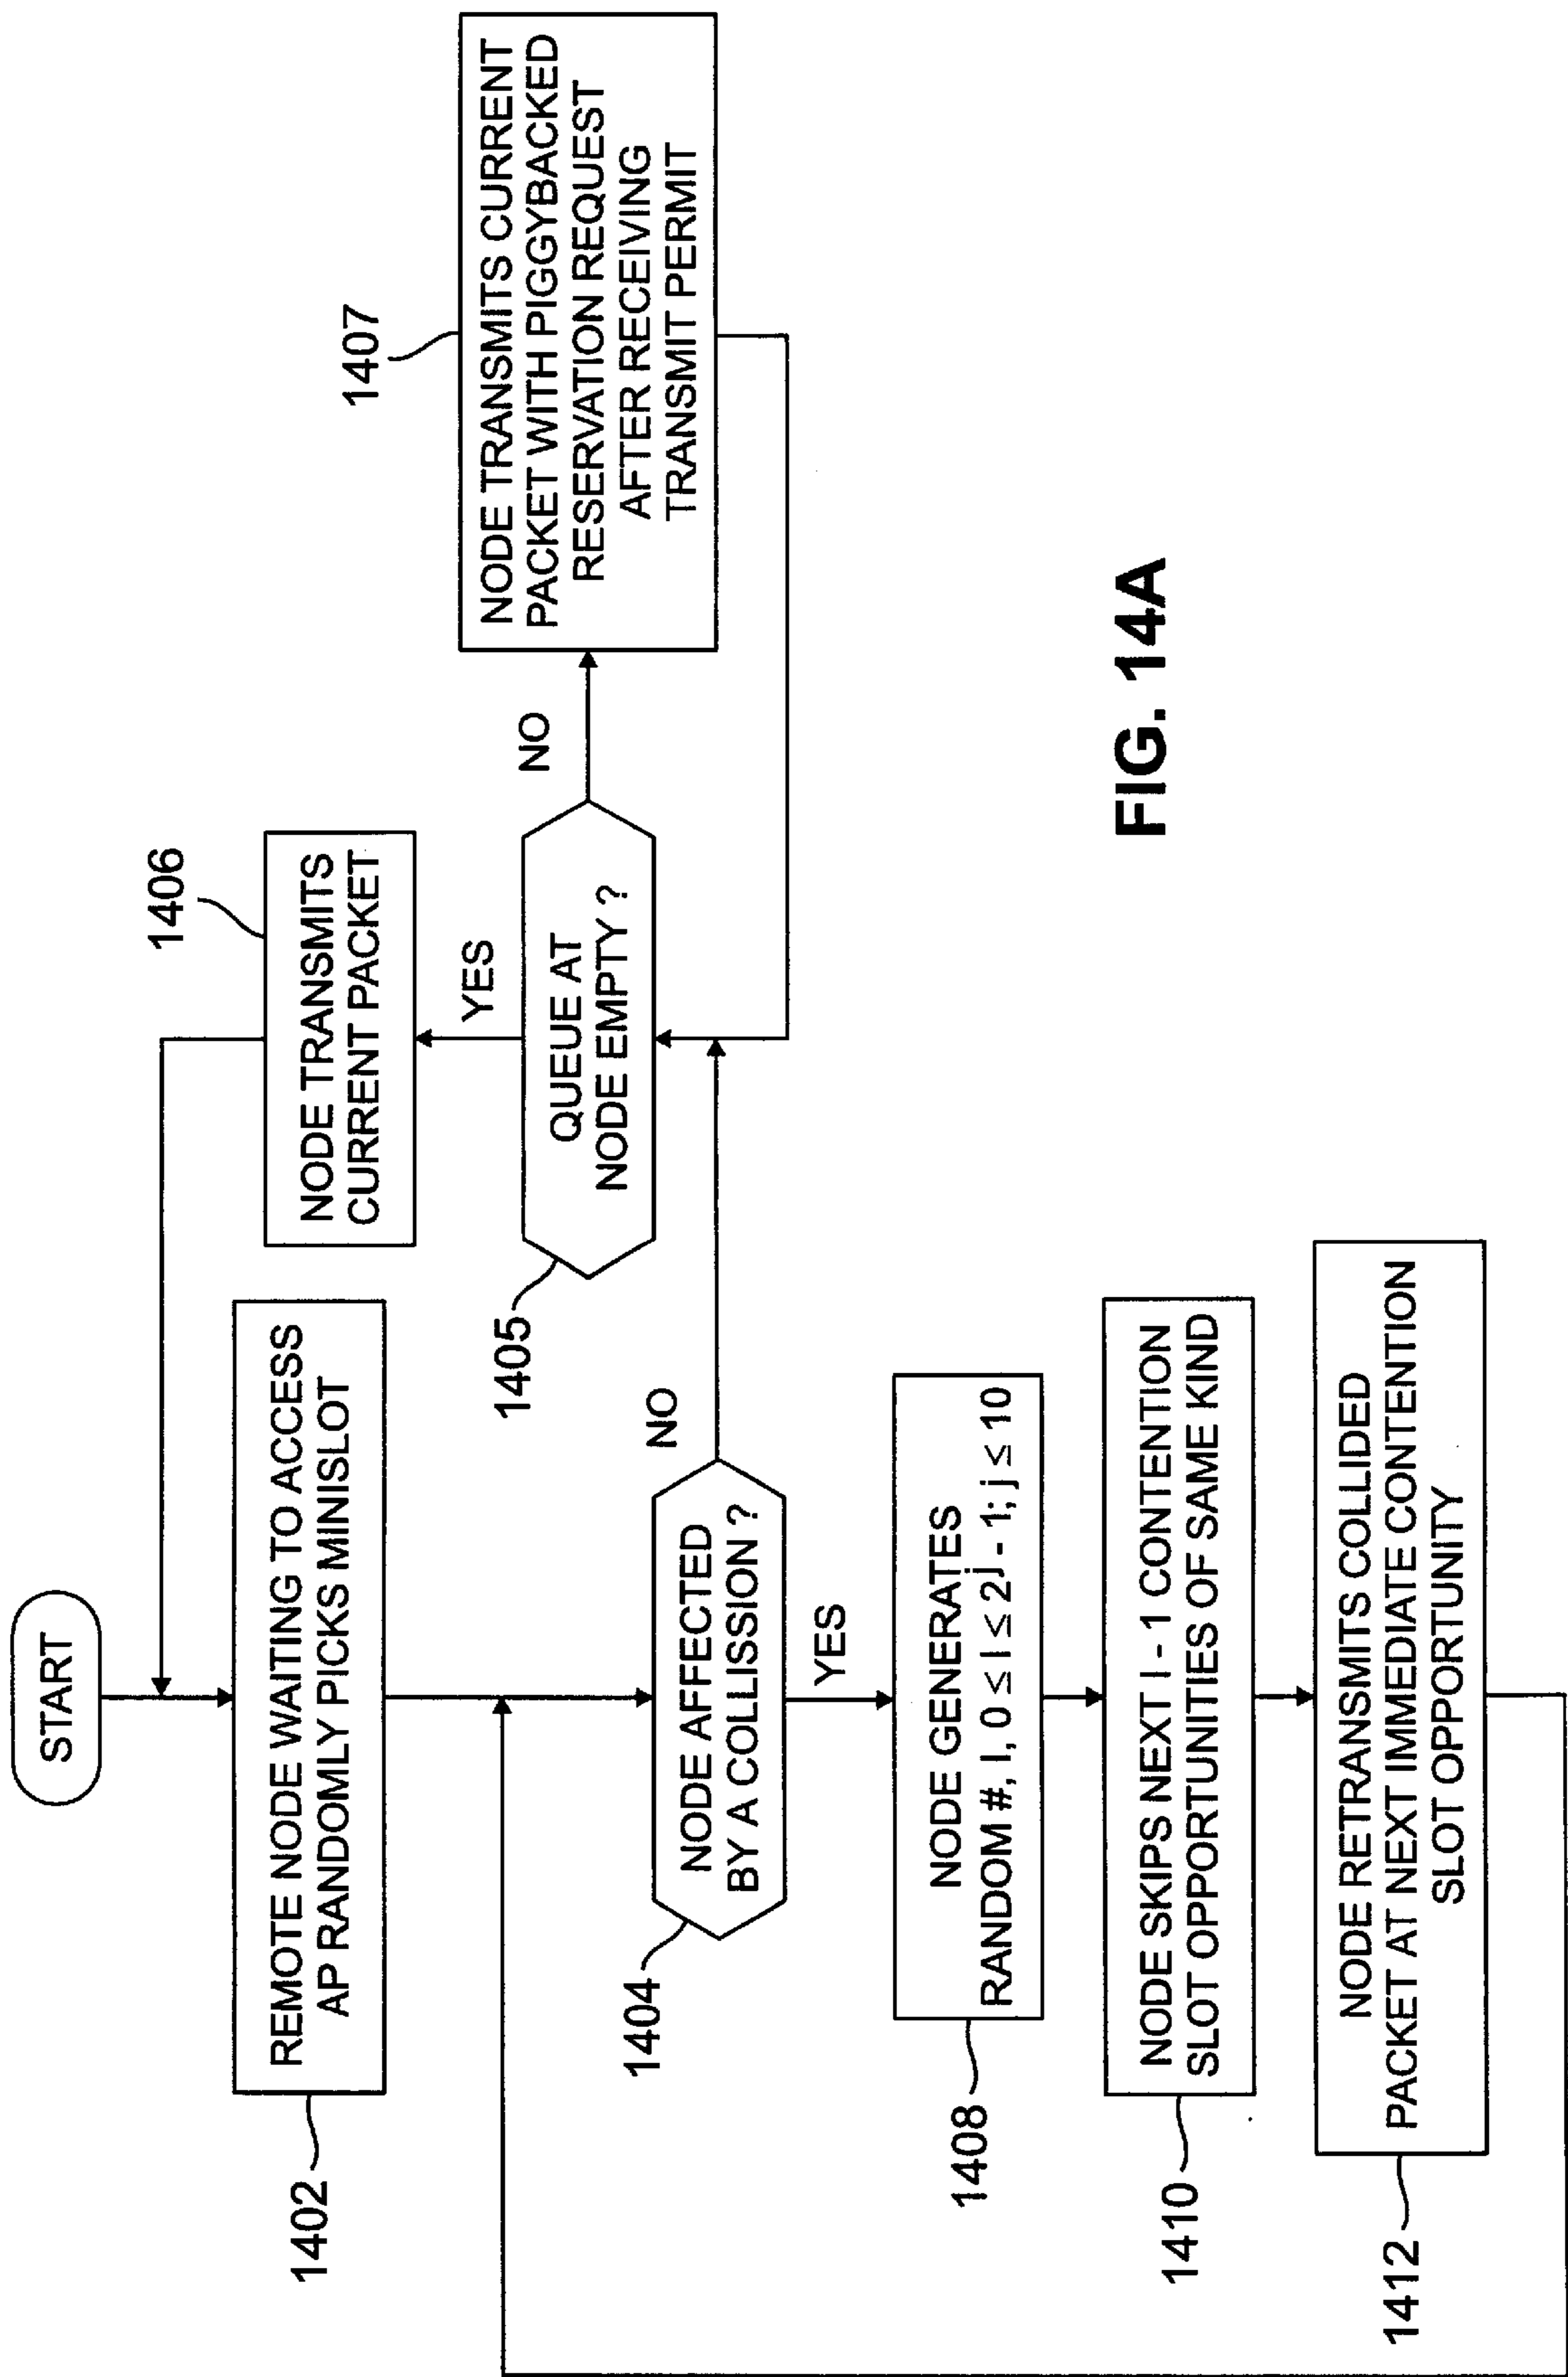 START
REMOTE NODE WAITING TO ACCESS
AP RANDOMLY PICKS MINISLOT
1402
NODE AFFECTED
BY A COLLISSION ?
1404
NO
YES
QUEUE AT
NODE EMPTY ?
1405
YES
NO
NODE TRANSMITS
CURRENT PACKET
1406
NODE TRANSMITS CURRENT
PACKET WITH PIGGYBACKED
RESERVATION REQUEST
AFTER RECEIVING
TRANSMIT PERMIT
1407
NODE GENERATES
RANDOM #, I, 0 ≤ I ≤ 2^j - 1; j ≤ 10
1408
NODE SKIPS NEXT I - 1 CONTENTION
SLOT OPPORTUNITIES OF SAME KIND
1410
NODE RETRANSMITS COLLIDED
PACKET AT NEXT IMMEDIATE CONTENTION
SLOT OPPORTUNITY
1412
FIG. 14A